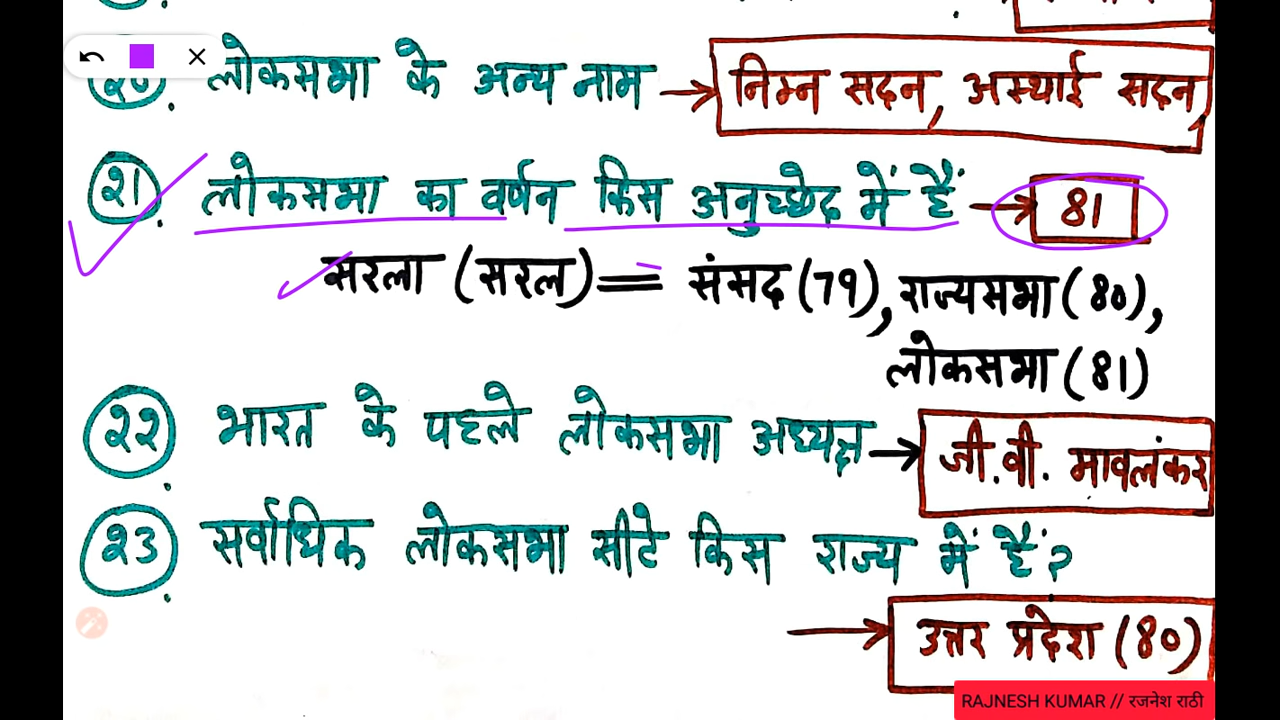 २०. लोकसभा के अन्य नाम → निम्न सदन, अस्थाई सदन,
२१. लोकसभा का वर्णन किस अनुच्छेद में हैं → 81
सरला (सरल) = संसद (79), राज्यसभा (80),
लोकसभा (81)
२२. भारत के पहले लोकसभा अध्यक्ष → जी.वी. मावलंकर
२३. सर्वाधिक लोकसभा सीटे किस राज्य में हैं?
→ उत्तर प्रदेश (80)
RAJNESH KUMAR // रजनेश राठी